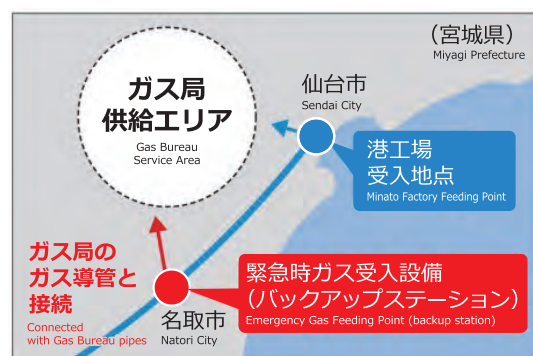 (宮城県)
Miyagi Prefecture
ガス局
供給エリア
Gas Bureau
Service Area
仙台市
Sendai City
港工場
受入地点
Minato Factory Feeding Point
ガス局の
ガス導管と
接続
Connected
with Gas Bureau pipes
名取市
Natori City
緊急時ガス受入設備
(バックアップステーション)
Emergency Gas Feeding Point (backup station)